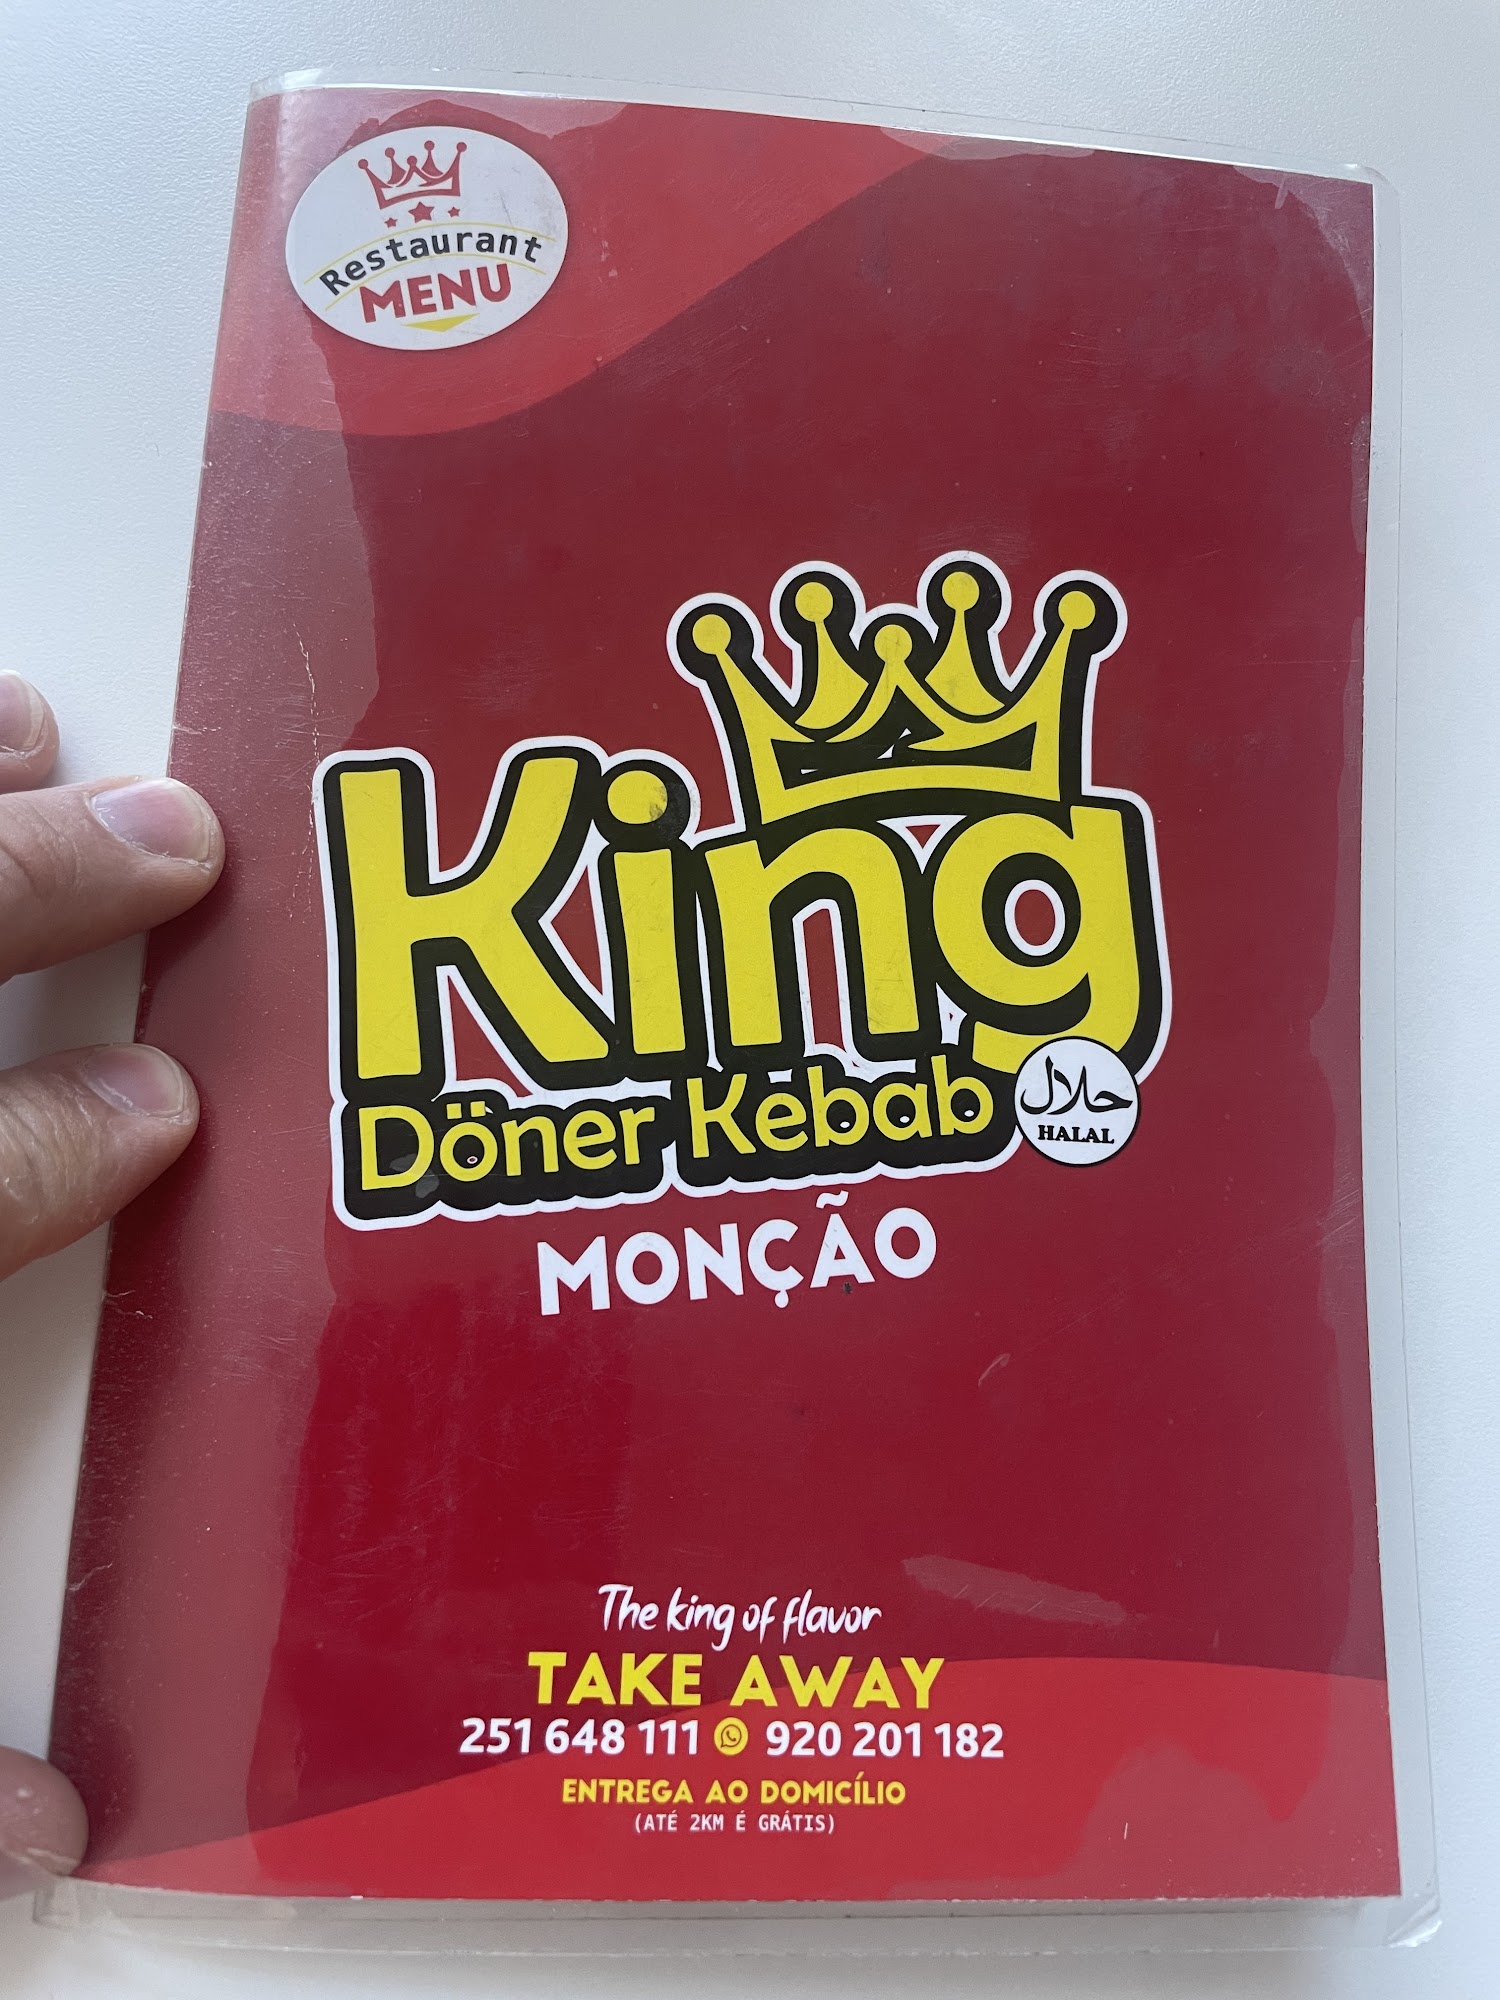 Restaurant
MENU
King
Döner Kebab
حلال
HALAL
MONÇÃO
The king of flavor
TAKE AWAY
251 648 111 920 201 182
ENTREGA AO DOMICÍLIO
(ATÉ 2KM É GRÁTIS)